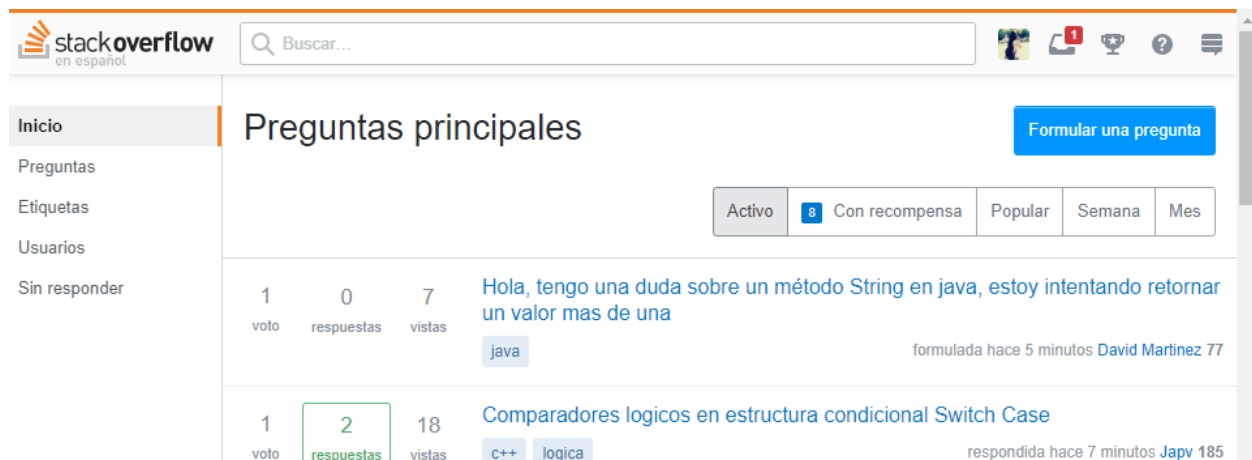 stackoverflow
en español
Buscar...
1
Inicio
Preguntas
Etiquetas
Usuarios
Sin responder
Preguntas principales
Formular una pregunta
Activo
8 Con recompensa
Popular
Semana
Mes
1 voto
0 respuestas
7 vistas
Hola, tengo una duda sobre un método String en java, estoy intentando retornar
un valor mas de una
java
formulada hace 5 minutos David Martinez 77
1 voto
2 respuestas
18 vistas
Comparadores logicos en estructura condicional Switch Case
c++ logica
respondida hace 7 minutos Japv 185